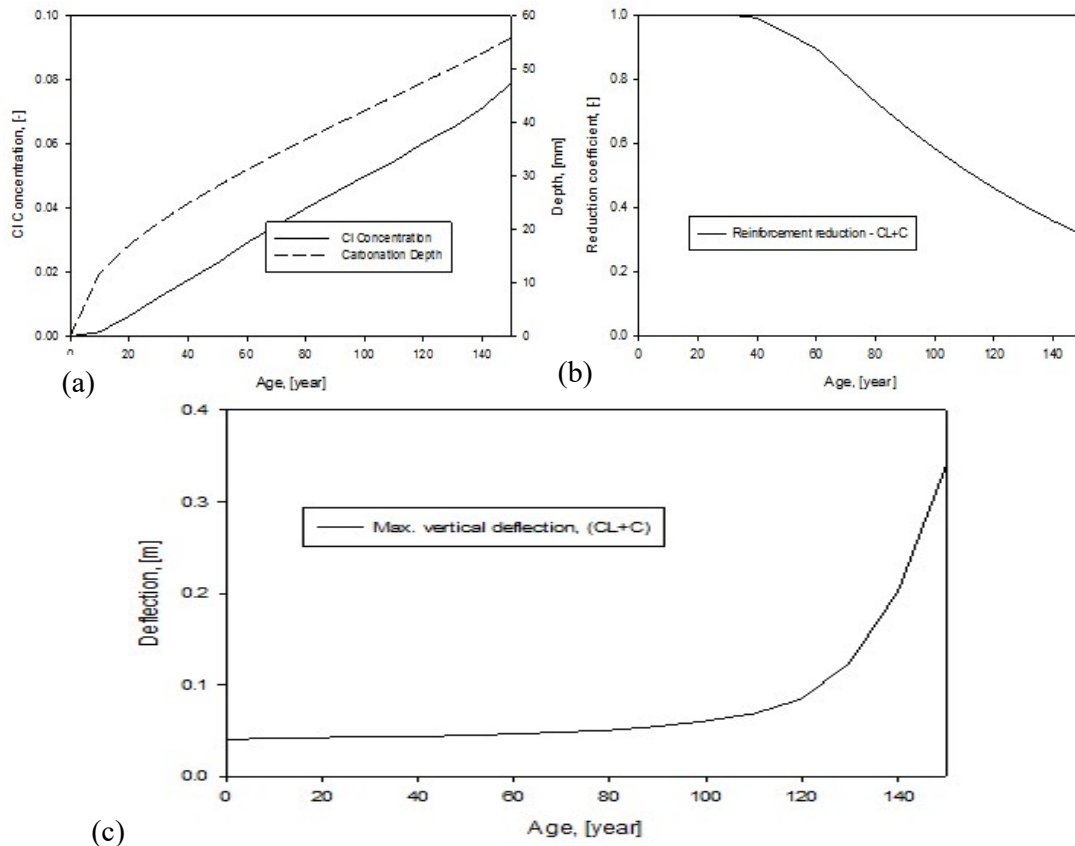 0.10
0.08
0.06
0.04
0.02
0.00
Cl Concentration, [-]
60
50
40
30
20
10
0
Depth, [mm]
Cl Concentration
Carbonation Depth
0 20 40 60 80 100 120 140
Age, [year]
(a)
1.0
0.8
0.6
0.4
0.2
0.0
Reduction coefficient, [-]
Reinforcement reduction - CL+C
0 20 40 60 80 100 120 140
Age, [year]
(b)
0.4
0.3
0.2
0.1
0.0
Deflection, [m]
Max. vertical deflection, (CL+C)
0 20 40 60 80 100 120 140
Age, [year]
(c)